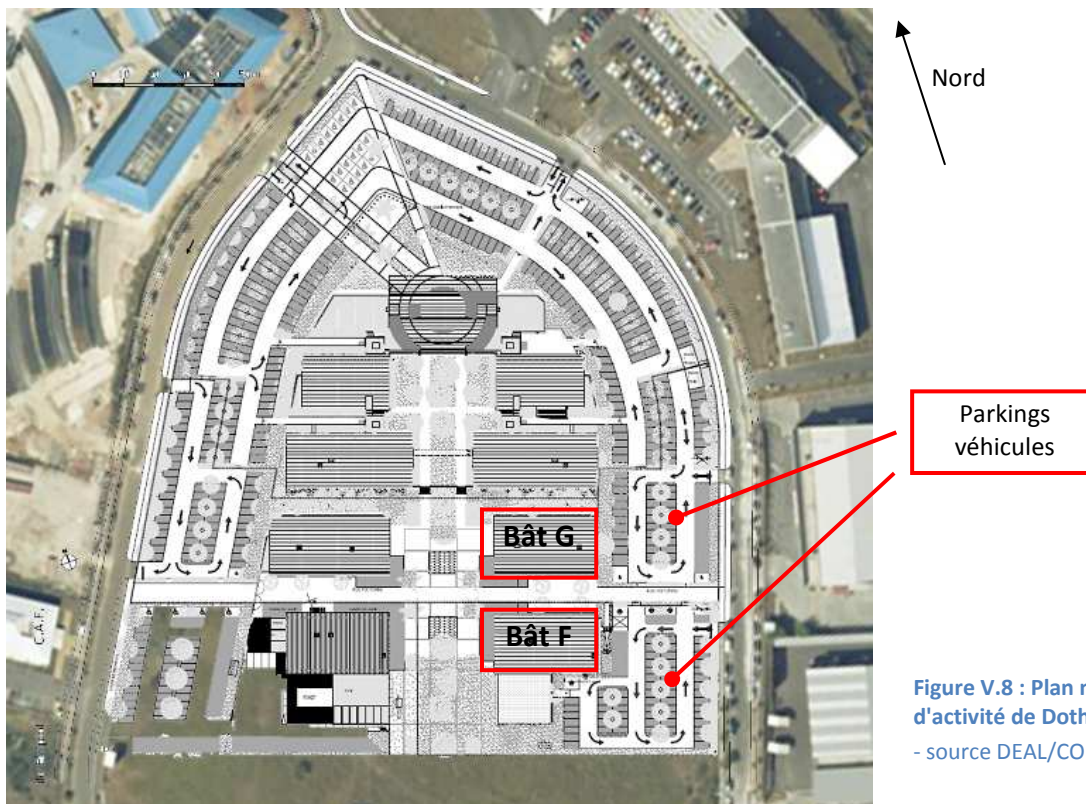 Nord
Parkings
véhicules
Bât G
Bât F
C.A.F.
Figure V.8 : Plan m
d'activité de Doth
- source DEAL/CO